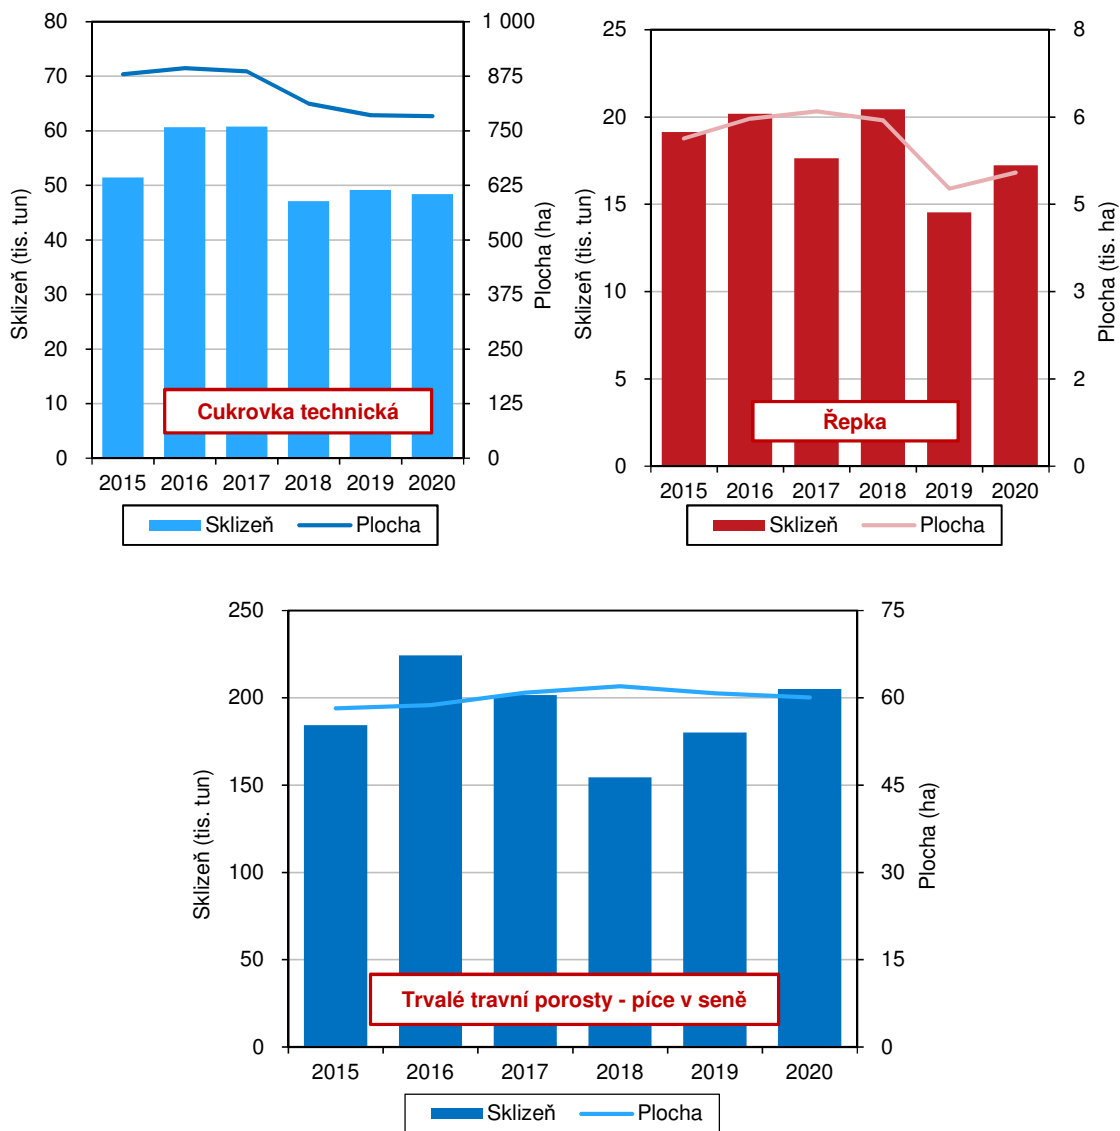 80
70
60
50
40
30
20
10
0
Sklizeň (tis. tun)
1 000
875
750
625
500
375
250
125
0
Plocha (ha)
Cukrovka technická
2015 2016 2017 2018 2019 2020
Sklizeň Plocha
25
20
15
10
5
0
Sklizeň (tis. tun)
8
6
5
3
2
0
Plocha (tis. ha)
Řepka
2015 2016 2017 2018 2019 2020
Sklizeň Plocha
250
200
150
100
50
0
Sklizeň (tis. tun)
75
60
45
30
15
0
Plocha (ha)
Trvalé travní porosty - píce v seně
2015 2016 2017 2018 2019 2020
Sklizeň Plocha